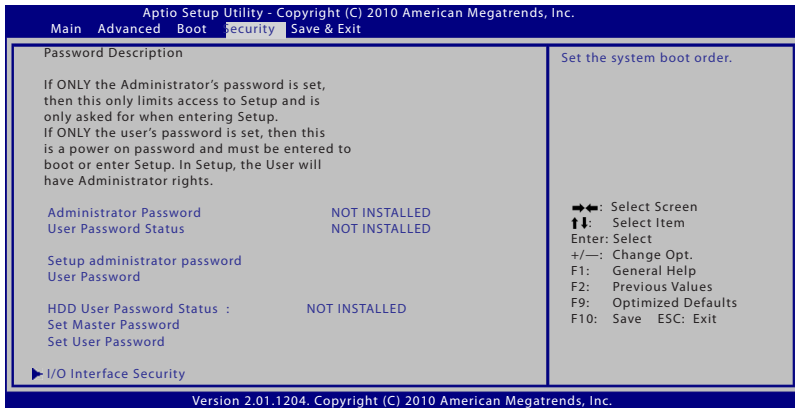 Aptio Setup Utility - Copyright (C) 2010 American Megatrends, Inc.
Main Advanced Boot Security Save & Exit
Password Description
If ONLY the Administrator's password is set,
then this only limits access to Setup and is
only asked for when entering Setup.
If ONLY the user's password is set, then this
is a power on password and must be entered to
boot or enter Setup. In Setup, the User will
have Administrator rights.
Administrator Password NOT INSTALLED
User Password Status NOT INSTALLED
Setup administrator password
User Password
HDD User Password Status : NOT INSTALLED
Set Master Password
Set User Password
I/O Interface Security
Set the system boot order.
→←: Select Screen
↑↓: Select Item
Enter: Select
+/—: Change Opt.
F1: General Help
F2: Previous Values
F9: Optimized Defaults
F10: Save ESC: Exit
Version 2.01.1204. Copyright (C) 2010 American Megatrends, Inc.